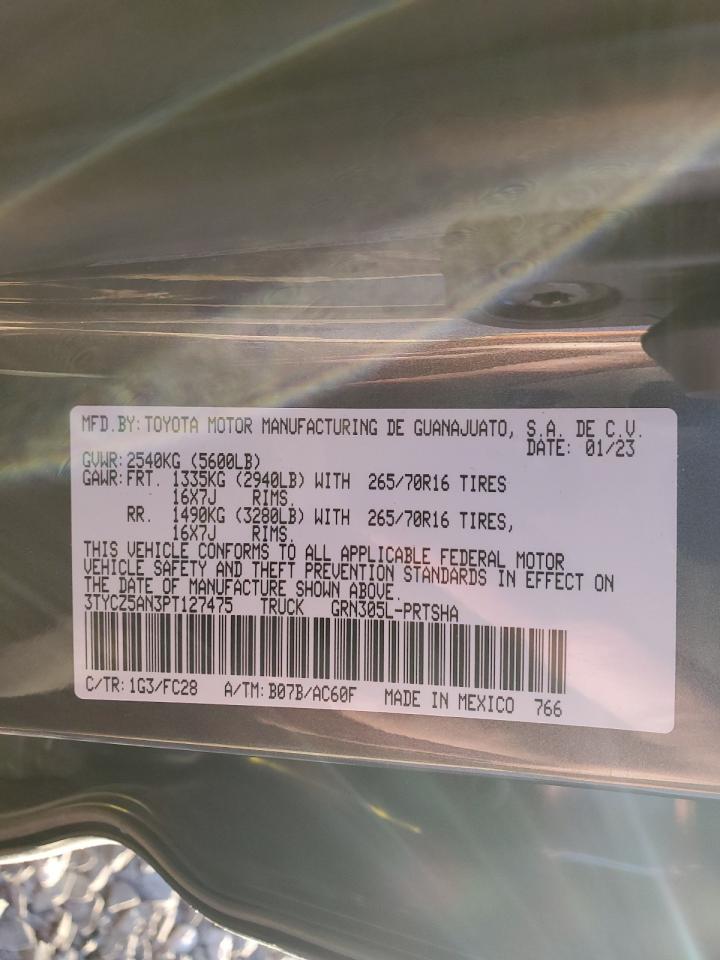 MFD.BY:TOYOTA MOTOR MANUFACTURING DE GUANAJUATO, S.A. DE C.V.
DATE: 01/23
GVWR:2540KG (5600LB)
GAWR:FRT. 1335KG (2940LB) WITH 265/70R16 TIRES
16X7J RIMS.
RR. 1490KG (3280LB) WITH 265/70R16 TIRES,
16X7J RIMS.
THIS VEHICLE CONFORMS TO ALL APPLICABLE FEDERAL MOTOR
VEHICLE SAFETY AND THEFT PREVENTION STANDARDS IN EFFECT ON
THE DATE OF MANUFACTURE SHOWN ABOVE.
3TYCZ5AN3PT127475 TRUCK GRN305L-PRTSHA
C/TR:1G3/FC28 A/TM:B07B/AC60F MADE IN MEXICO 766